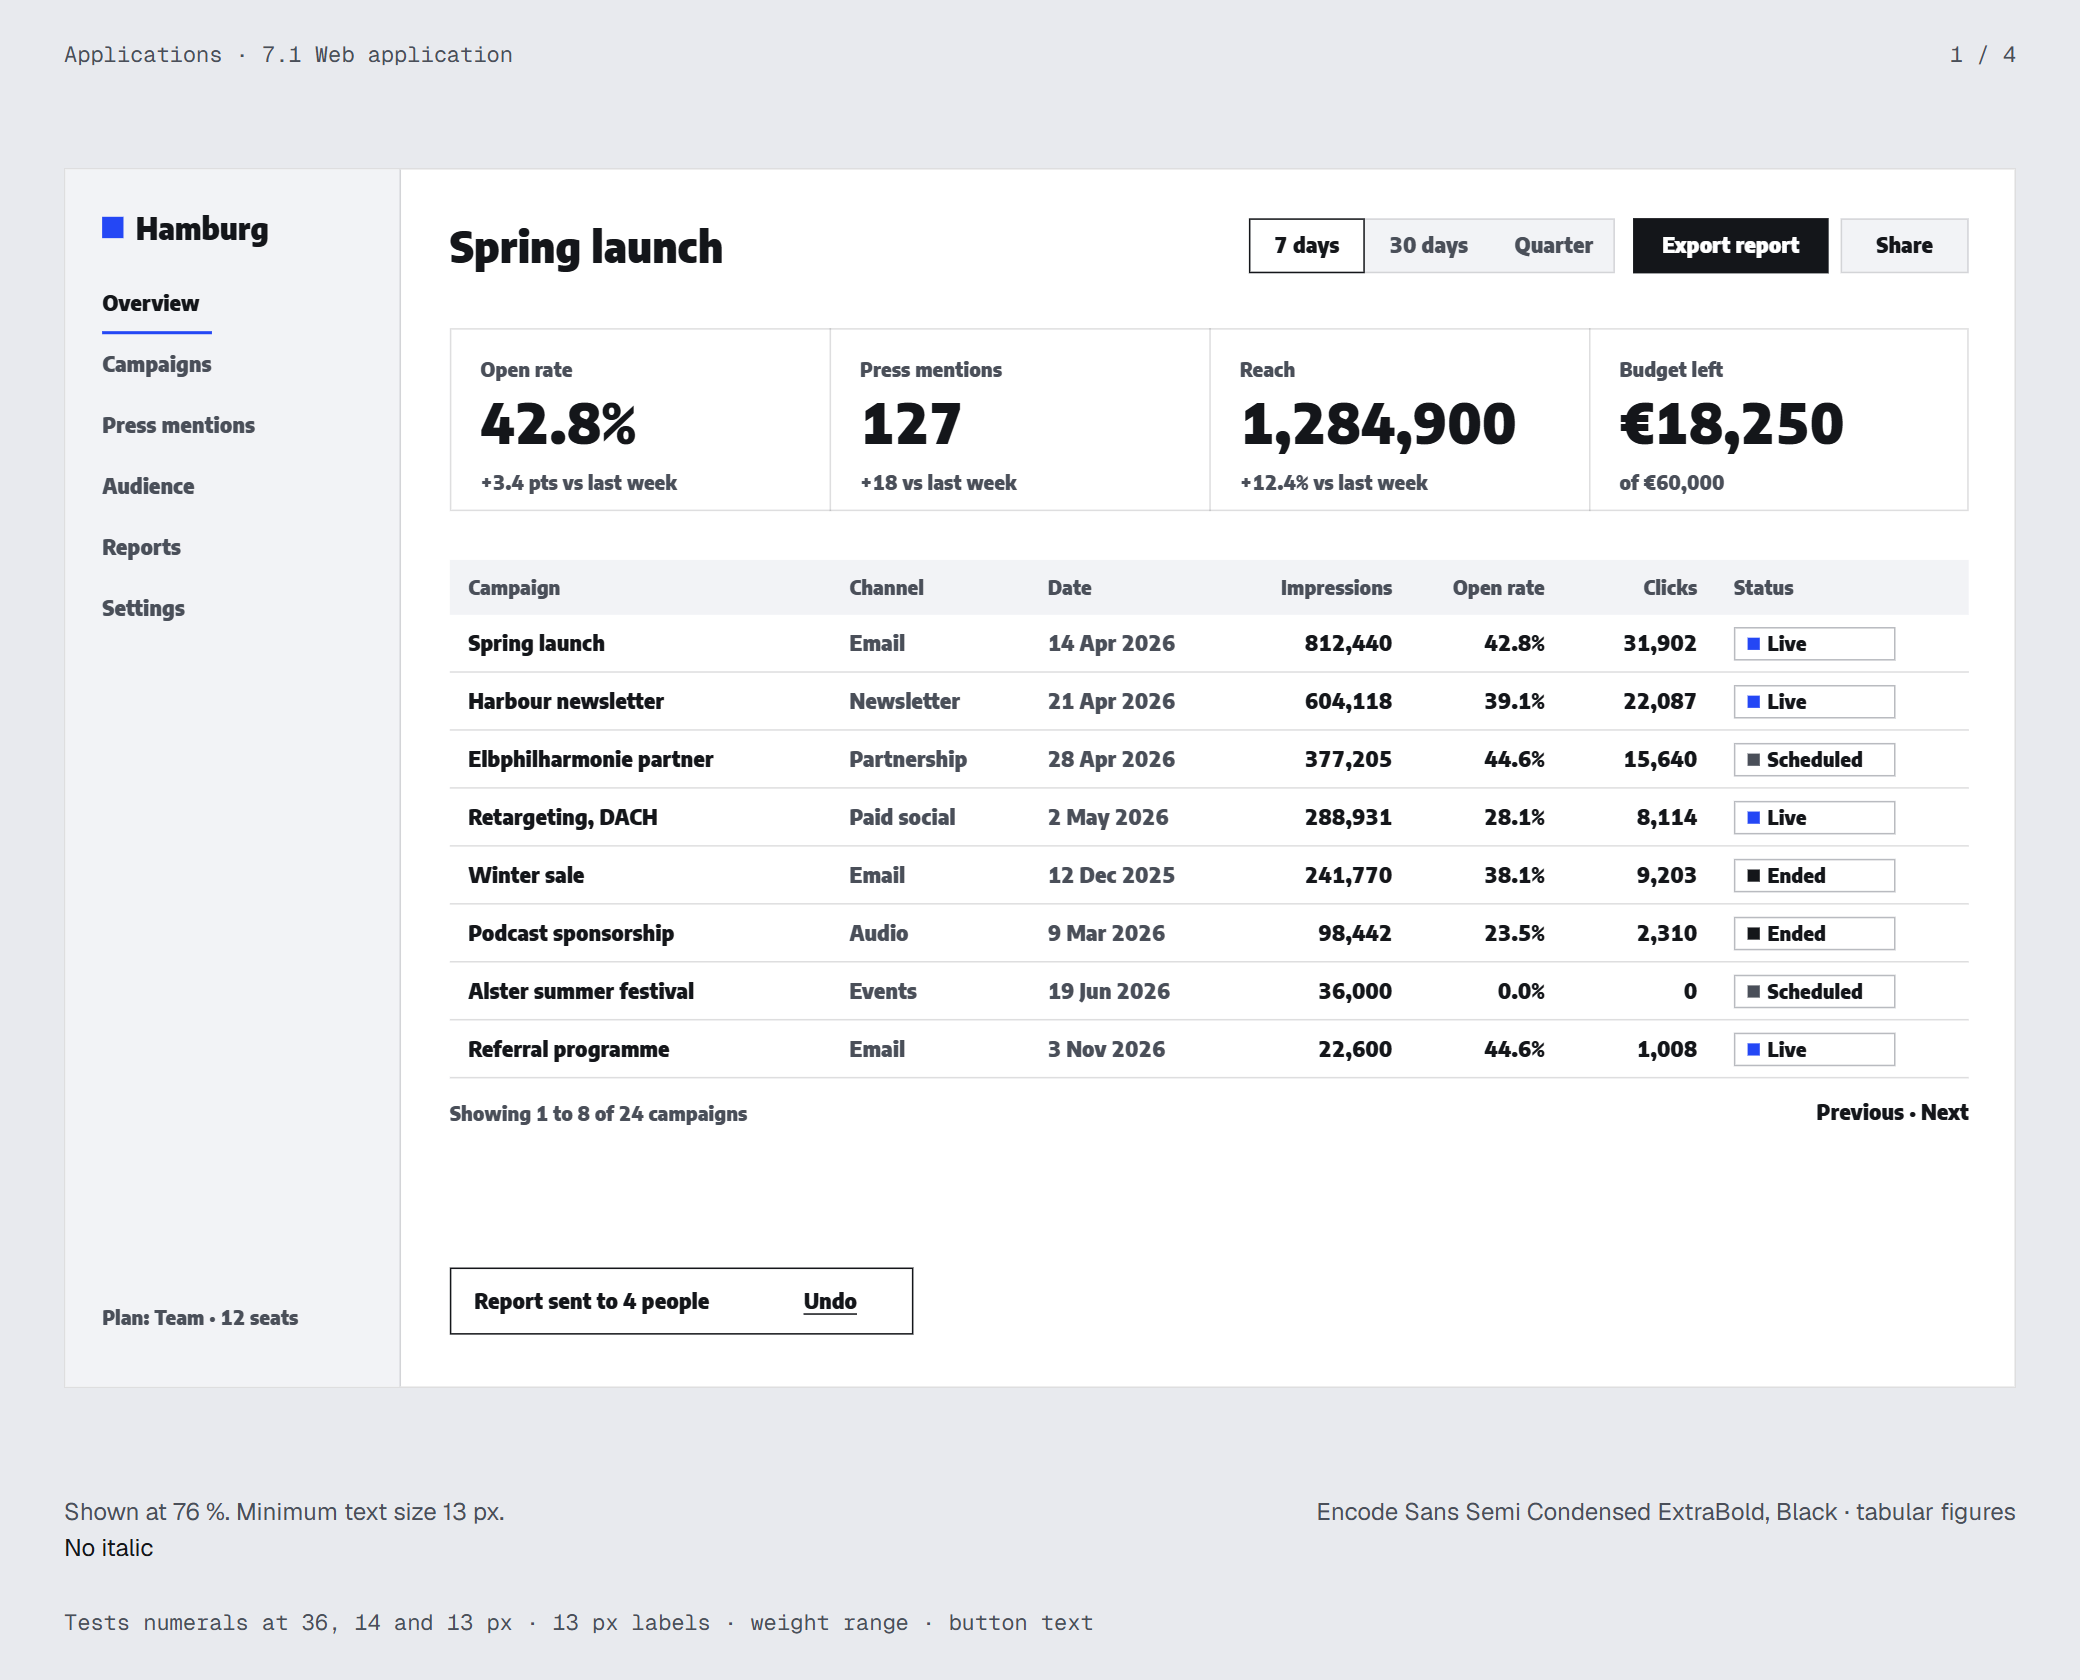 Applications · 7.1 Web application
1 / 4
Hamburg
Overview
Campaigns
Press mentions
Audience
Reports
Settings
Plan: Team • 12 seats
Spring launch
7 days
30 days
Quarter
Export report
Share
Open rate
42.8%
+3.4 pts vs last week
Press mentions
127
+18 vs last week
Reach
1,284,900
+12.4% vs last week
Budget left
€18,250
of €60,000
Campaign Channel Date Impressions Open rate Clicks Status
Spring launch Email 14 Apr 2026 812,440 42.8% 31,902 Live
Harbour newsletter Newsletter 21 Apr 2026 604,118 39.1% 22,087 Live
Elbphilharmonie partner Partnership 28 Apr 2026 377,205 44.6% 15,640 Scheduled
Retargeting, DACH Paid social 2 May 2026 288,931 28.1% 8,114 Live
Winter sale Email 12 Dec 2025 241,770 38.1% 9,203 Ended
Podcast sponsorship Audio 9 Mar 2026 98,442 23.5% 2,310 Ended
Alster summer festival Events 19 Jun 2026 36,000 0.0% 0 Scheduled
Referral programme Email 3 Nov 2026 22,600 44.6% 1,008 Live
Showing 1 to 8 of 24 campaigns
Previous • Next
Report sent to 4 people Undo
Shown at 76 %. Minimum text size 13 px.
No italic
Encode Sans Semi Condensed ExtraBold, Black · tabular figures
Tests numerals at 36, 14 and 13 px · 13 px labels · weight range · button text